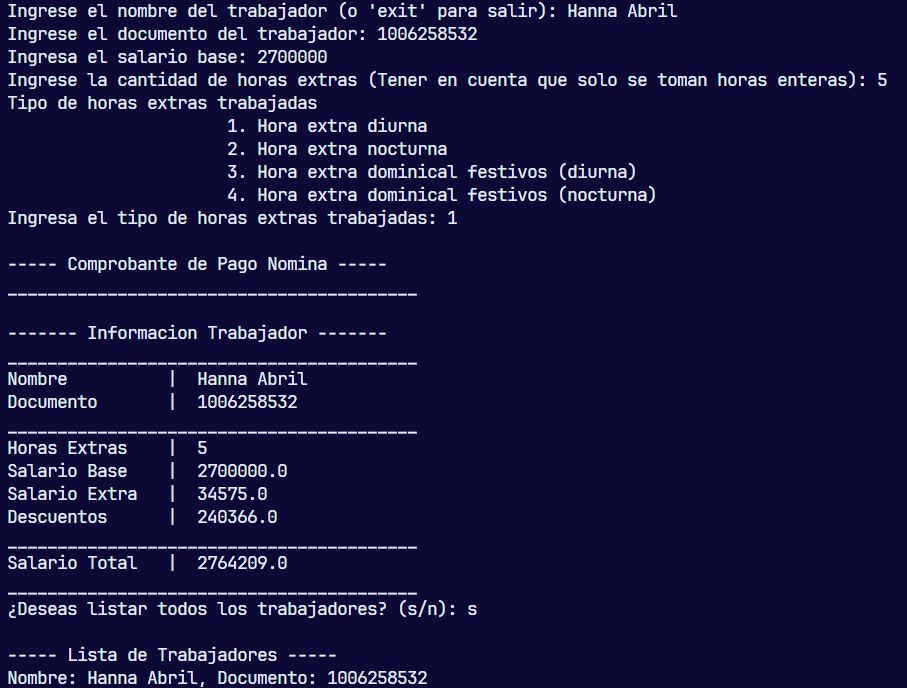 Ingrese el nombre del trabajador (o 'exit' para salir): Hanna Abril
Ingrese el documento del trabajador: 1006258532
Ingresa el salario base: 2700000
Ingrese la cantidad de horas extras (Tener en cuenta que solo se toman horas enteras): 5
Tipo de horas extras trabajadas
1. Hora extra diurna
2. Hora extra nocturna
3. Hora extra dominical festivos (diurna)
4. Hora extra dominical festivos (nocturna)
Ingresa el tipo de horas extras trabajadas: 1
----- Comprobante de Pago Nomina -----
_________________________________________
------- Informacion Trabajador -------
_________________________________________
Nombre | Hanna Abril
Documento | 1006258532
_________________________________________
Horas Extras | 5
Salario Base | 2700000.0
Salario Extra | 34575.0
Descuentos | 240366.0
_________________________________________
Salario Total | 2764209.0
_________________________________________
¿Deseas listar todos los trabajadores? (s/n): s
----- Lista de Trabajadores -----
Nombre: Hanna Abril, Documento: 1006258532